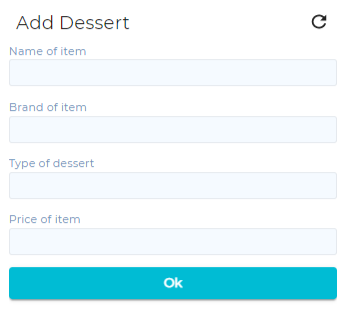 Add Dessert
Name of item
Brand of item
Type of dessert
Price of item
Ok